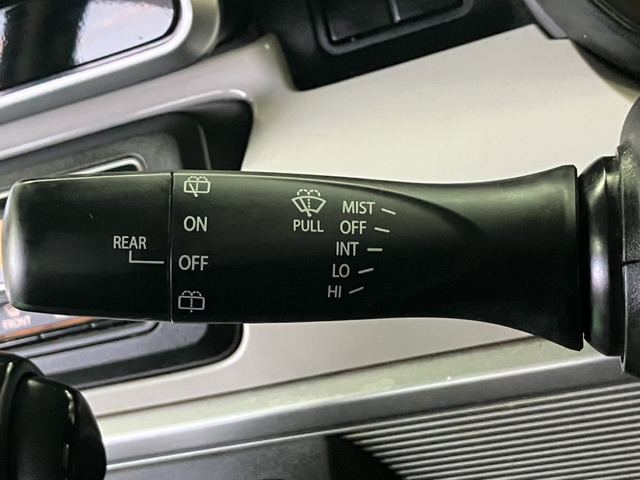 REAR
ON
OFF
PULL
MIST
OFF
INT
LO
HI